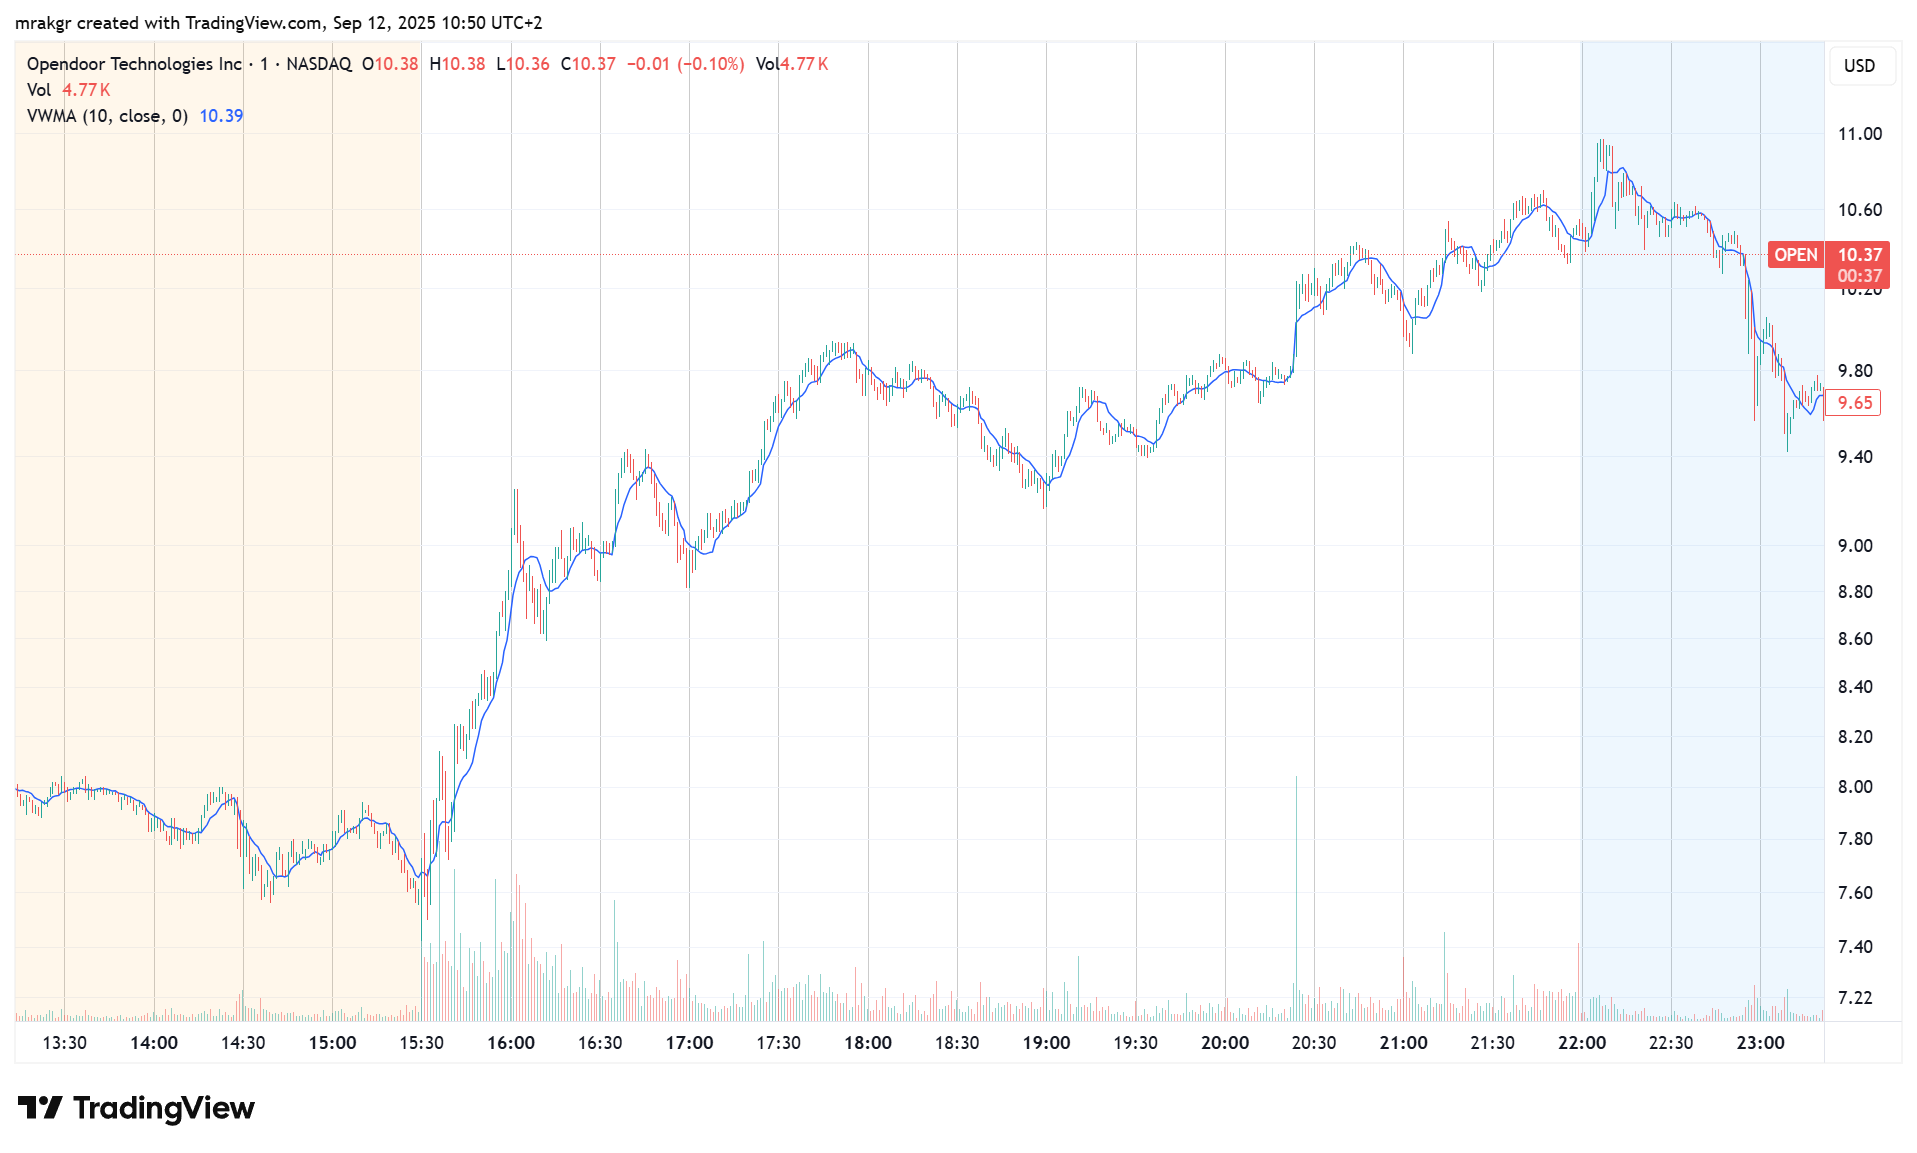 mrakgr created with TradingView.com, Sep 12, 2025 10:50 UTC+2
Opendoor Technologies Inc · 1 · NASDAQ O10.38 H10.38 L10.36 C10.37 −0.01 (−0.10%) Vol4.77 K
Vol 4.77 K
VWMA (10, close, 0) 10.39
USD
11.00
10.60
OPEN 10.37
00:37
10.20
9.80
9.65
9.40
9.00
8.80
8.60
8.40
8.20
8.00
7.80
7.60
7.40
7.22
13:30 14:00 14:30 15:00 15:30 16:00 16:30 17:00 17:30 18:00 18:30 19:00 19:30 20:00 20:30 21:00 21:30 22:00 22:30 23:00
TradingView